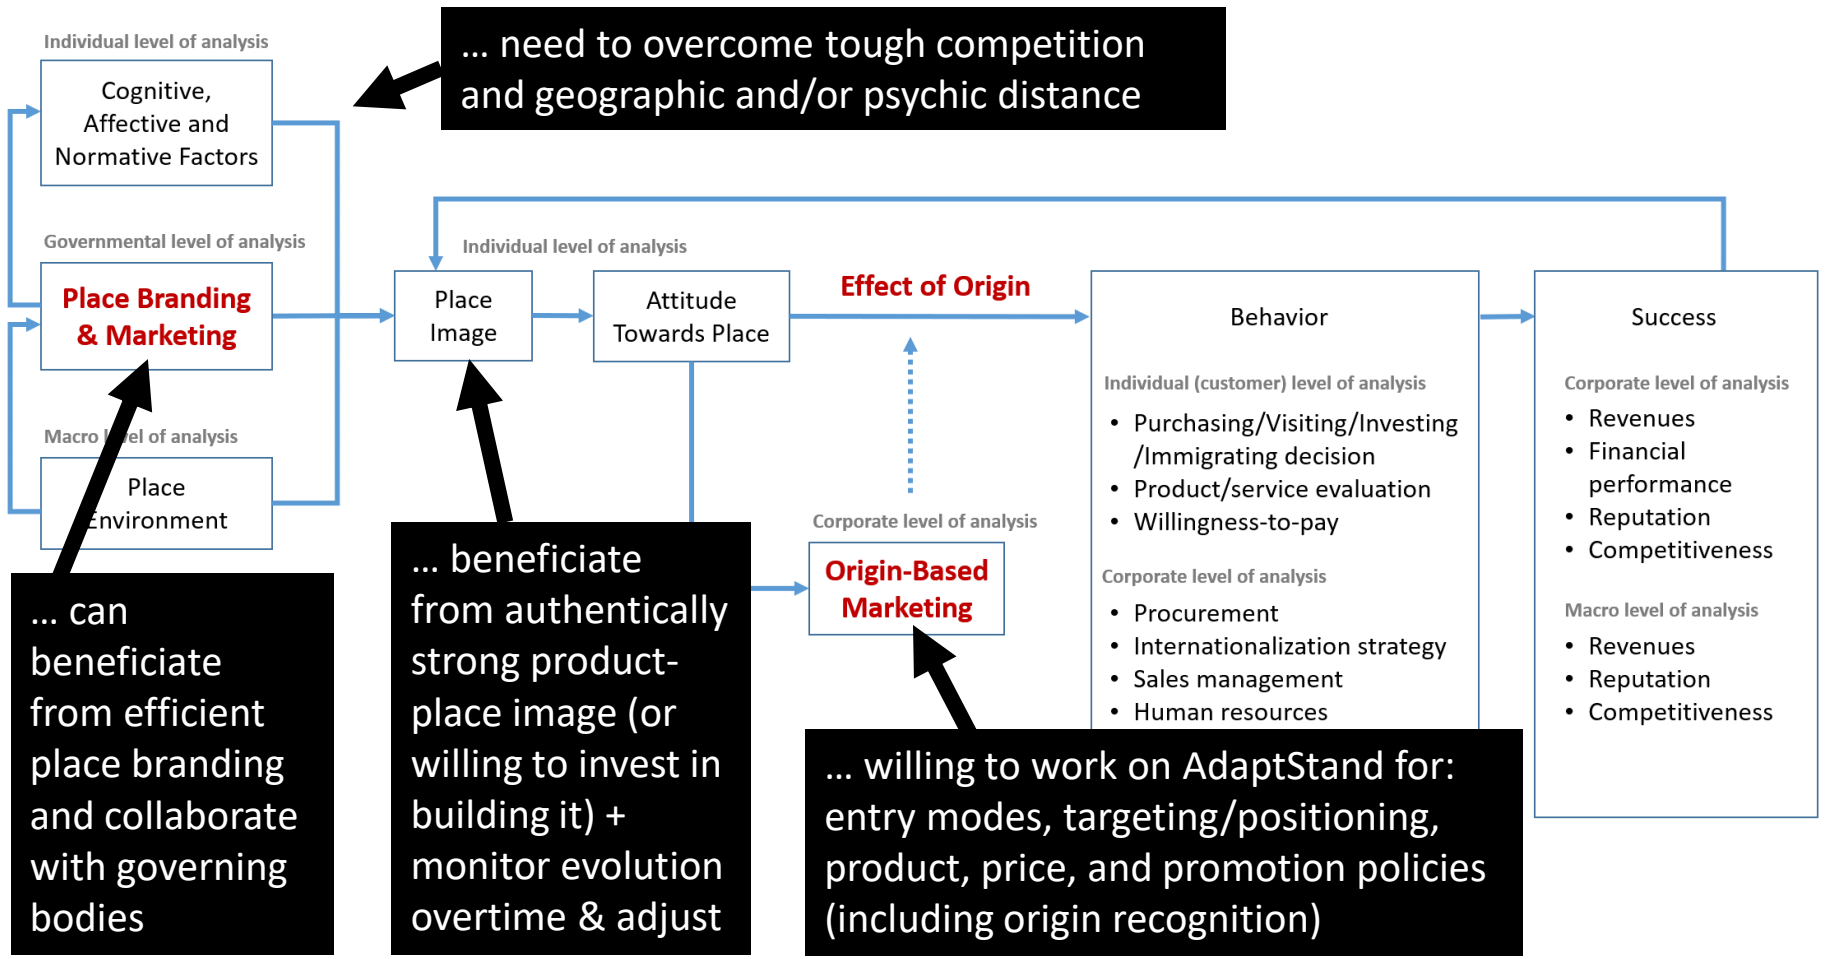 Individual level of analysis
Cognitive,
Affective and
Normative Factors
... need to overcome tough competition
and geographic and/or psychic distance
Governmental level of analysis
Place Branding
& Marketing
Macro level of analysis
Place
Environment
Individual level of analysis
Place
Image
Attitude
Towards Place
Effect of Origin
Corporate level of analysis
Origin-Based
Marketing
Behavior
Individual (customer) level of analysis
• Purchasing/Visiting/Investing
/Immigrating decision
• Product/service evaluation
• Willingness-to-pay
Corporate level of analysis
• Procurement
• Internationalization strategy
• Sales management
• Human resources
Success
Corporate level of analysis
• Revenues
• Financial
performance
• Reputation
• Competitiveness
Macro level of analysis
• Revenues
• Reputation
• Competitiveness
... can
beneficiate
from efficient
place branding
and collaborate
with governing
bodies
... beneficiate
from authentically
strong product-
place image (or
willing to invest in
building it) +
monitor evolution
overtime & adjust
... willing to work on AdaptStand for:
entry modes, targeting/positioning,
product, price, and promotion policies
(including origin recognition)